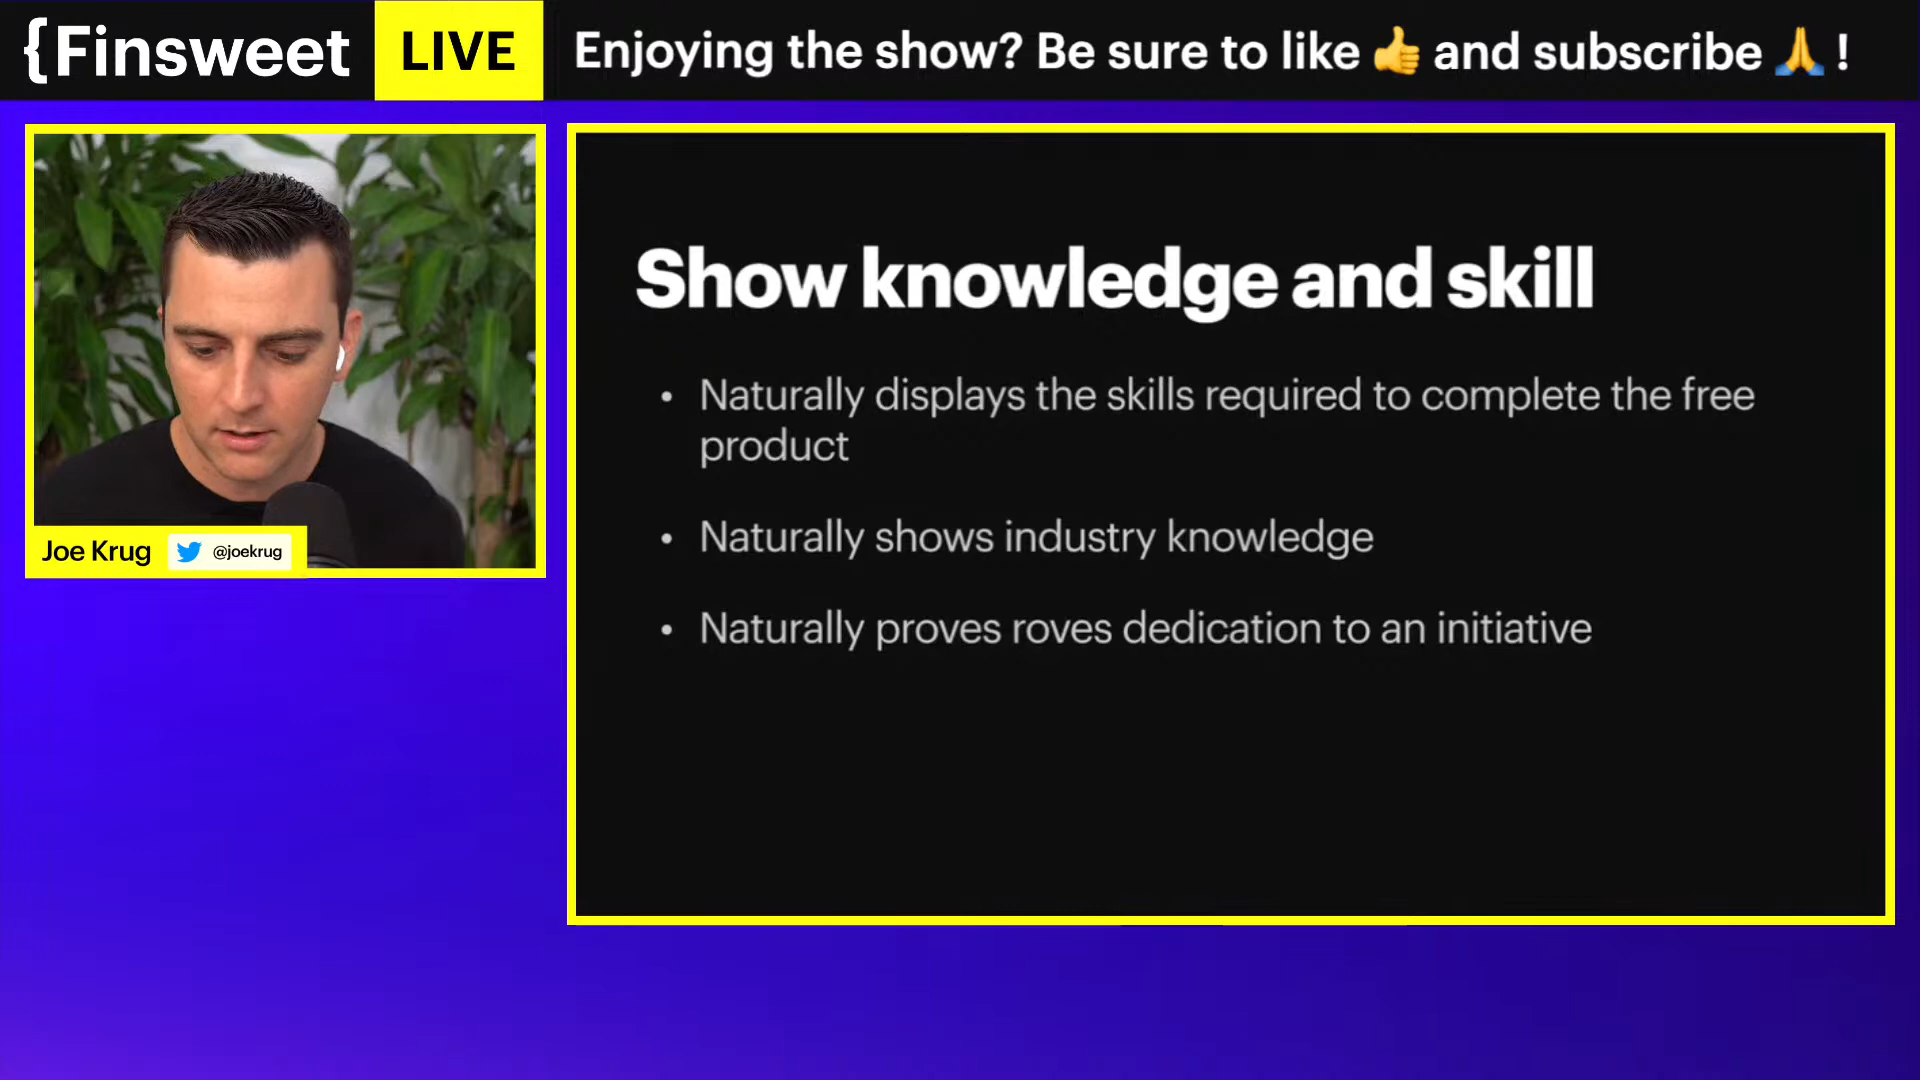 {Finsweet LIVE Enjoying the show? Be sure to like 👍 and subscribe 🙏 !
Joe Krug @joekrug
Show knowledge and skill
• Naturally displays the skills required to complete the free
product
• Naturally shows industry knowledge
• Naturally proves roves dedication to an initiative